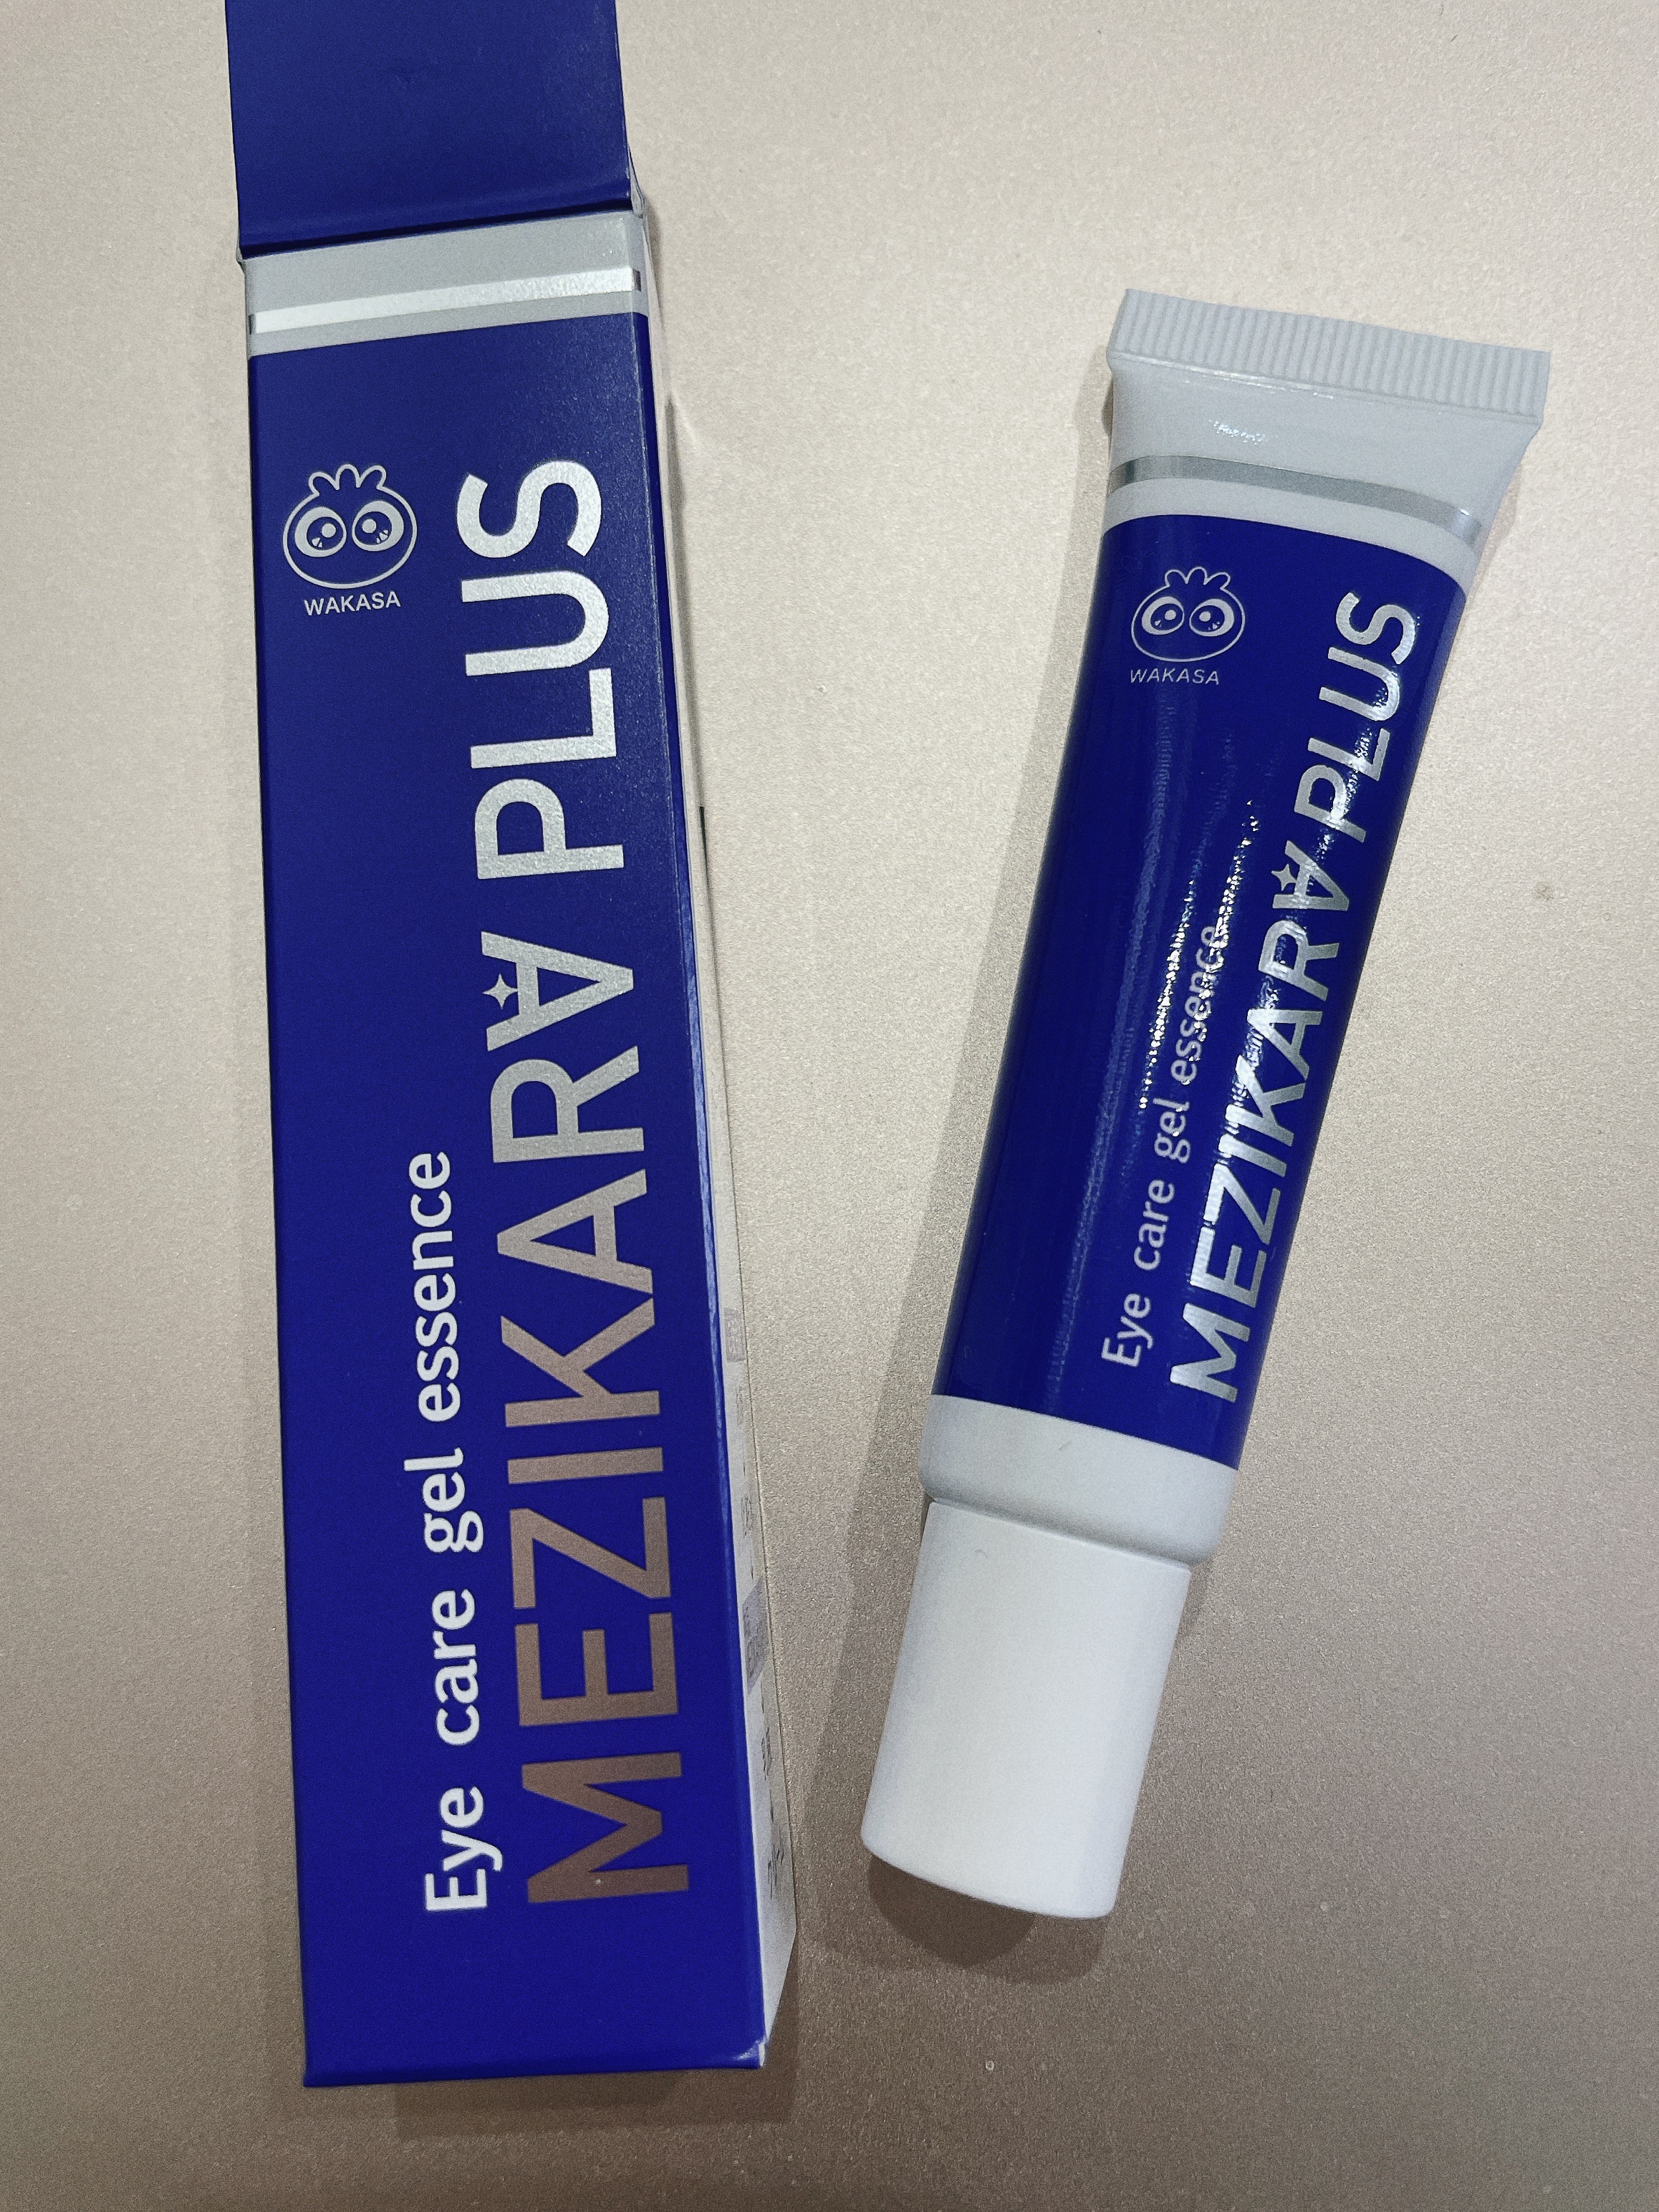 WAKASA
Eye care gel essence
MEZIKARA PLUS
WAKASA
Eye care gel essence
MEZIKARA PLUS